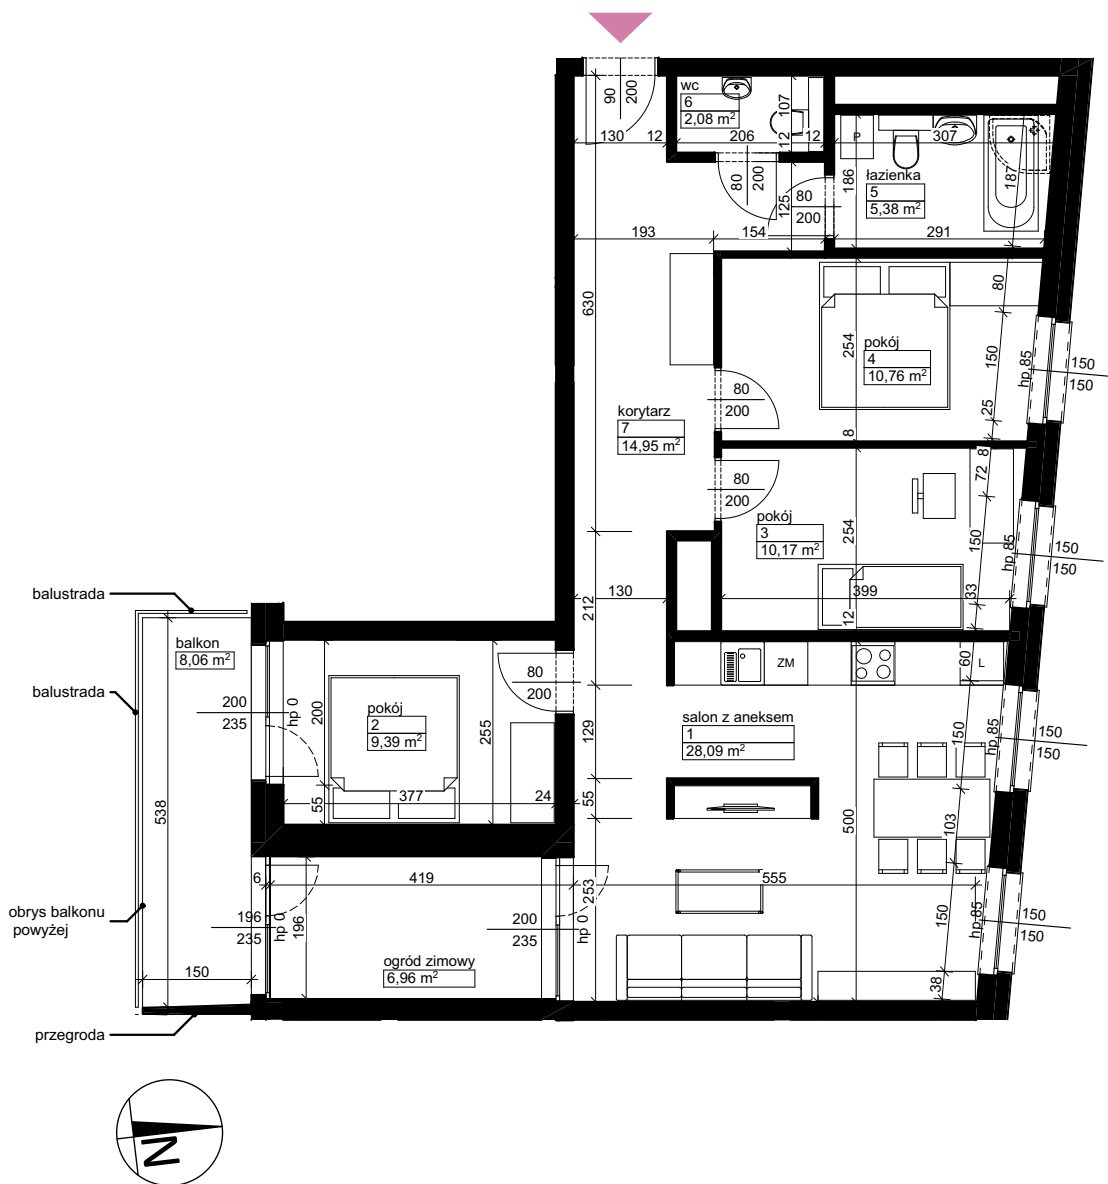 90
200
wc
6
2,08 m²
107
12
130
12
206
12
307
P
łazienka
5
5,38 m²
186
187
80
200
80
200
125
193
154
291
630
80
pokój
4
10,76 m²
254
150
hp 85
150
150
25
80
200
korytarz
7
14,95 m²
8
8
72
80
200
pokój
3
10,17 m²
254
150
hp 85
150
150
33
130
399
12
212
balustrada
balkon
8,06 m²
balustrada
200
235
hp 0
200
pokój
2
9,39 m²
255
80
200
ZM
L
60
salon z aneksem
1
28,09 m²
129
150
hp 85
150
150
55
377
24
55
538
500
103
6
419
253
555
obrys balkonu
powyżej
196
235
hp 0
196
200
235
hp 0
150
hp 85
150
150
ogród zimowy
6,96 m²
150
38
przegroda
N